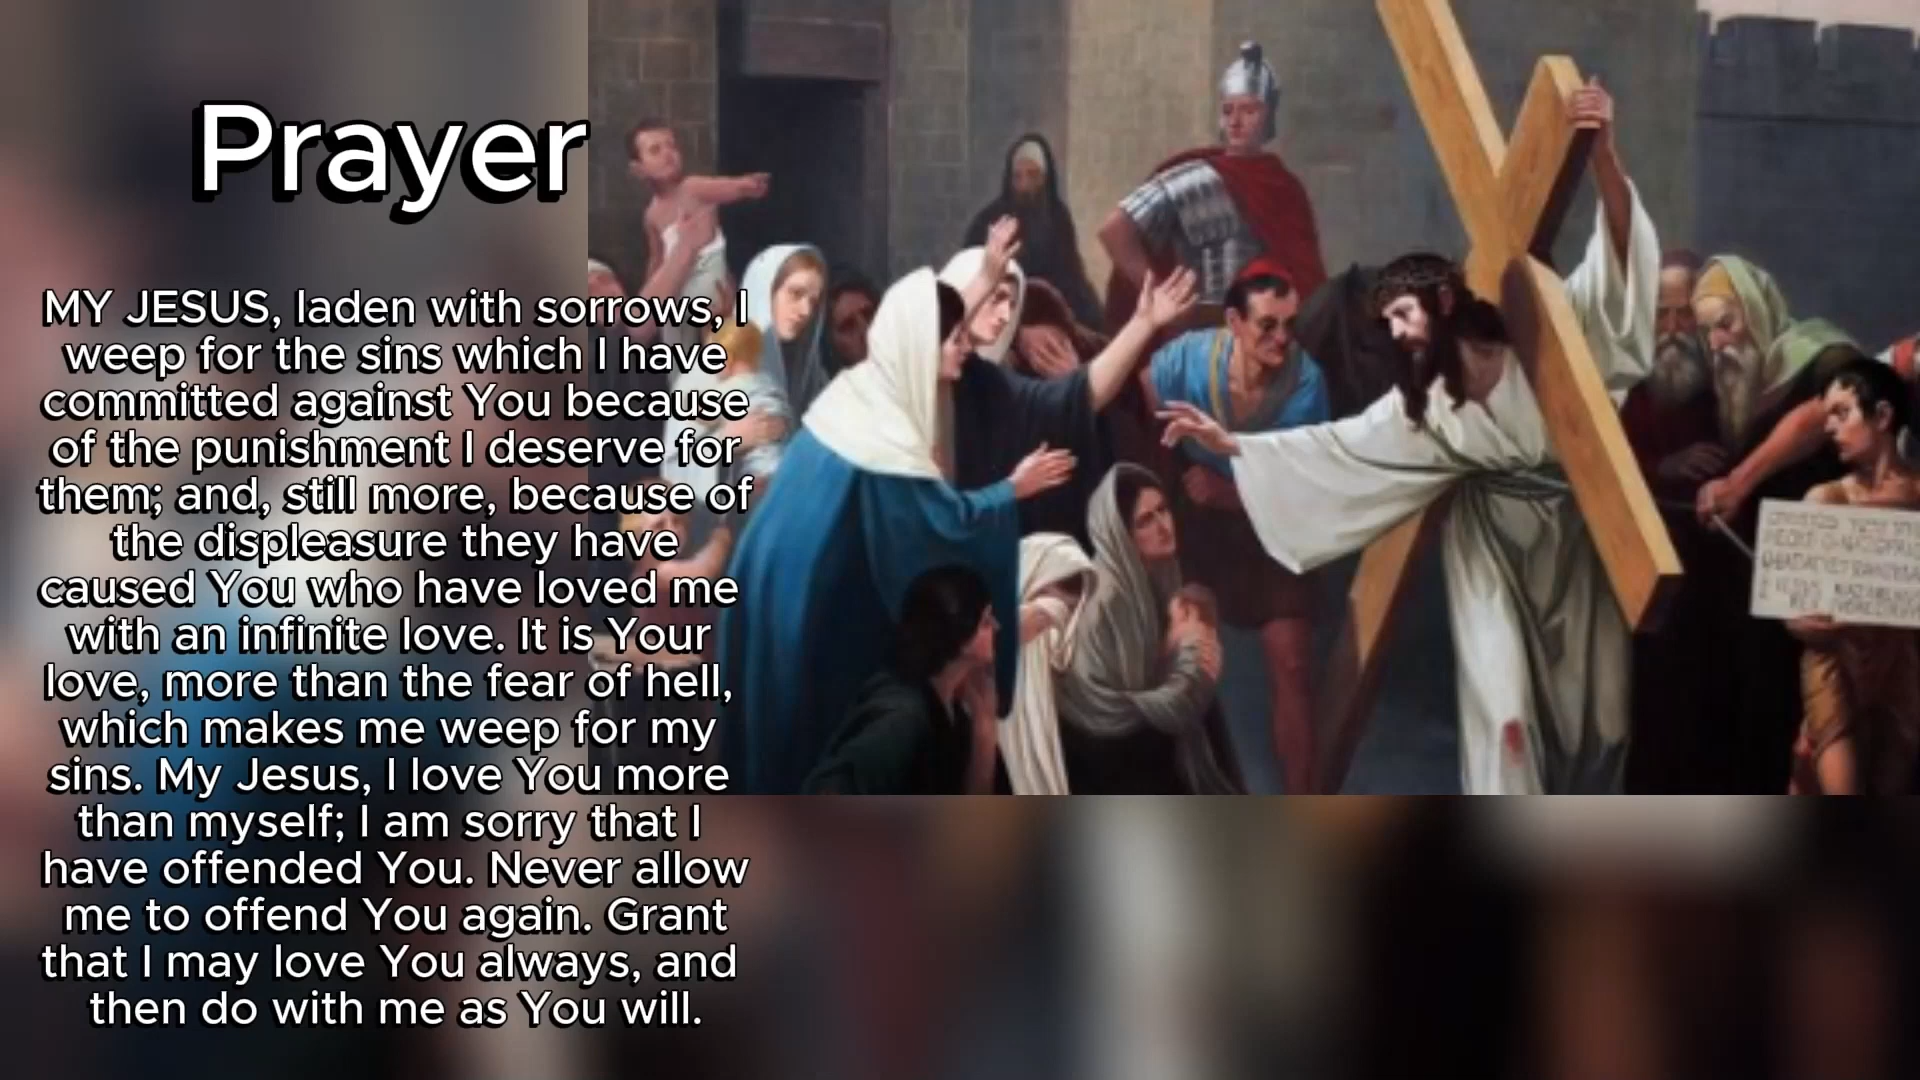 Prayer
MY JESUS, laden with sorrows, I
weep for the sins which I have
committed against You because
of the punishment I deserve for
them; and, still more, because of
the displeasure they have
caused You who have loved me
with an infinite love. It is Your
love, more than the fear of hell,
which makes me weep for my
sins. My Jesus, I love You more
than myself; I am sorry that I
have offended You. Never allow
me to offend You again. Grant
that I may love You always, and
then do with me as You will.